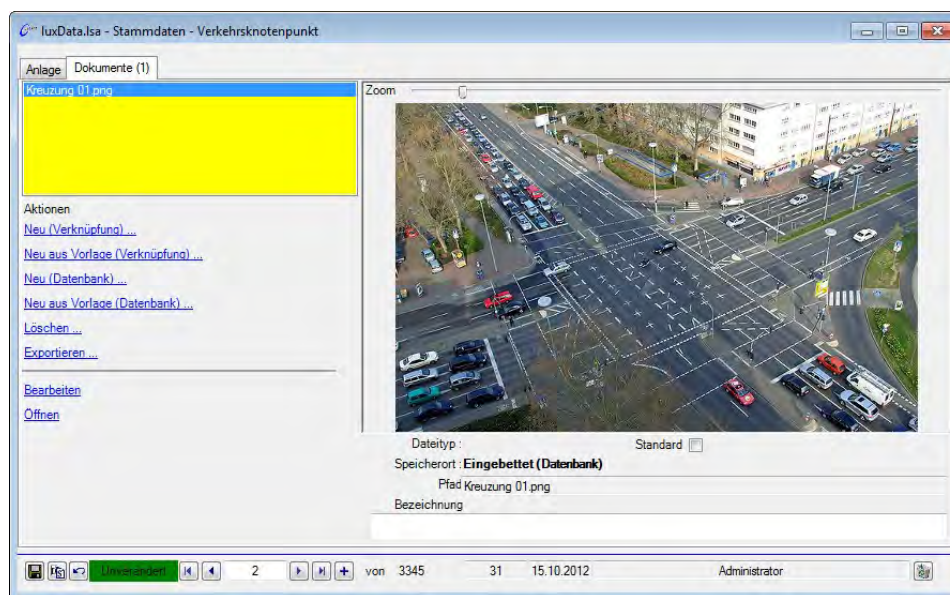 luxData.lsa - Stammdaten - Verkehrsknotenpunkt
Anlage Dokumente (1)
Kreuzung 01.png
Zoom
Aktionen
Neu (Verknüpfung) ...
Neu aus Vorlage (Verknüpfung) ...
Neu (Datenbank) ...
Neu aus Vorlage (Datenbank) ...
Löschen ...
Exportieren ...
Bearbeiten
Öffnen
Dateityp : Standard
Speicherort : Eingebettet (Datenbank)
Pfad Kreuzung 01.png
Bezeichnung
Unverändert 2 von 3345 31 15.10.2012 Administrator